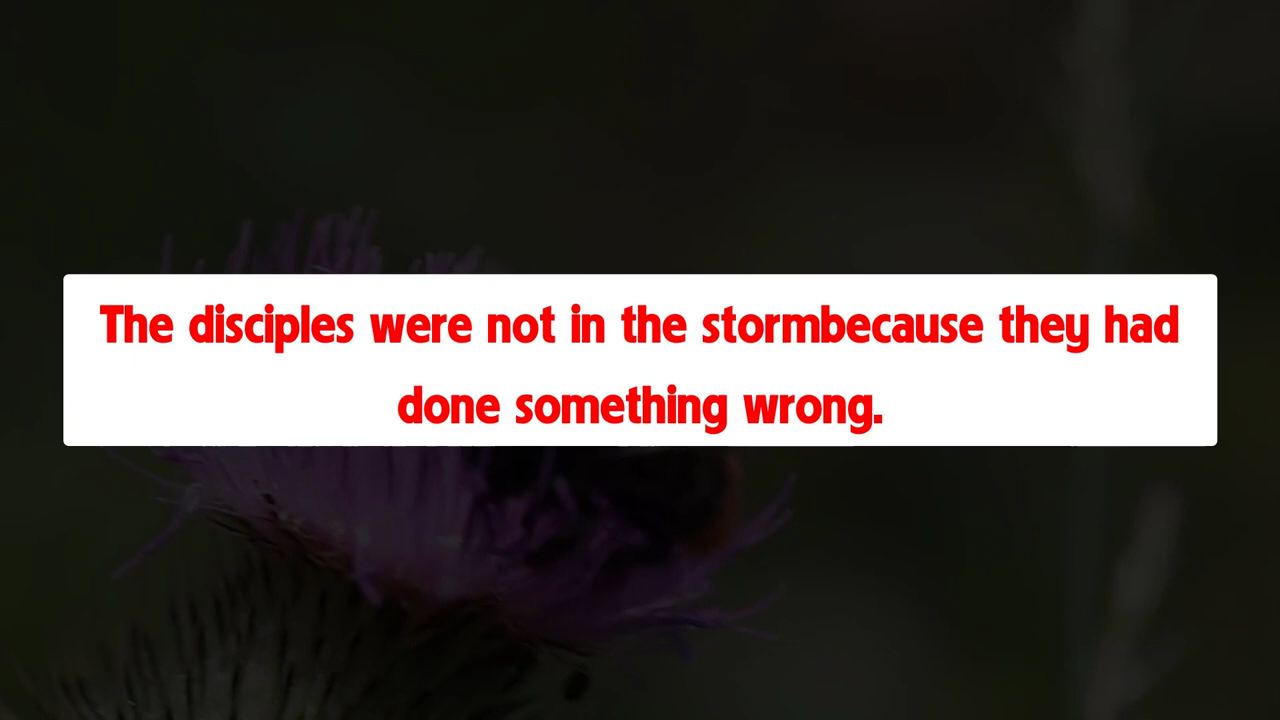 The disciples were not in the stormbecause they had
done something wrong.